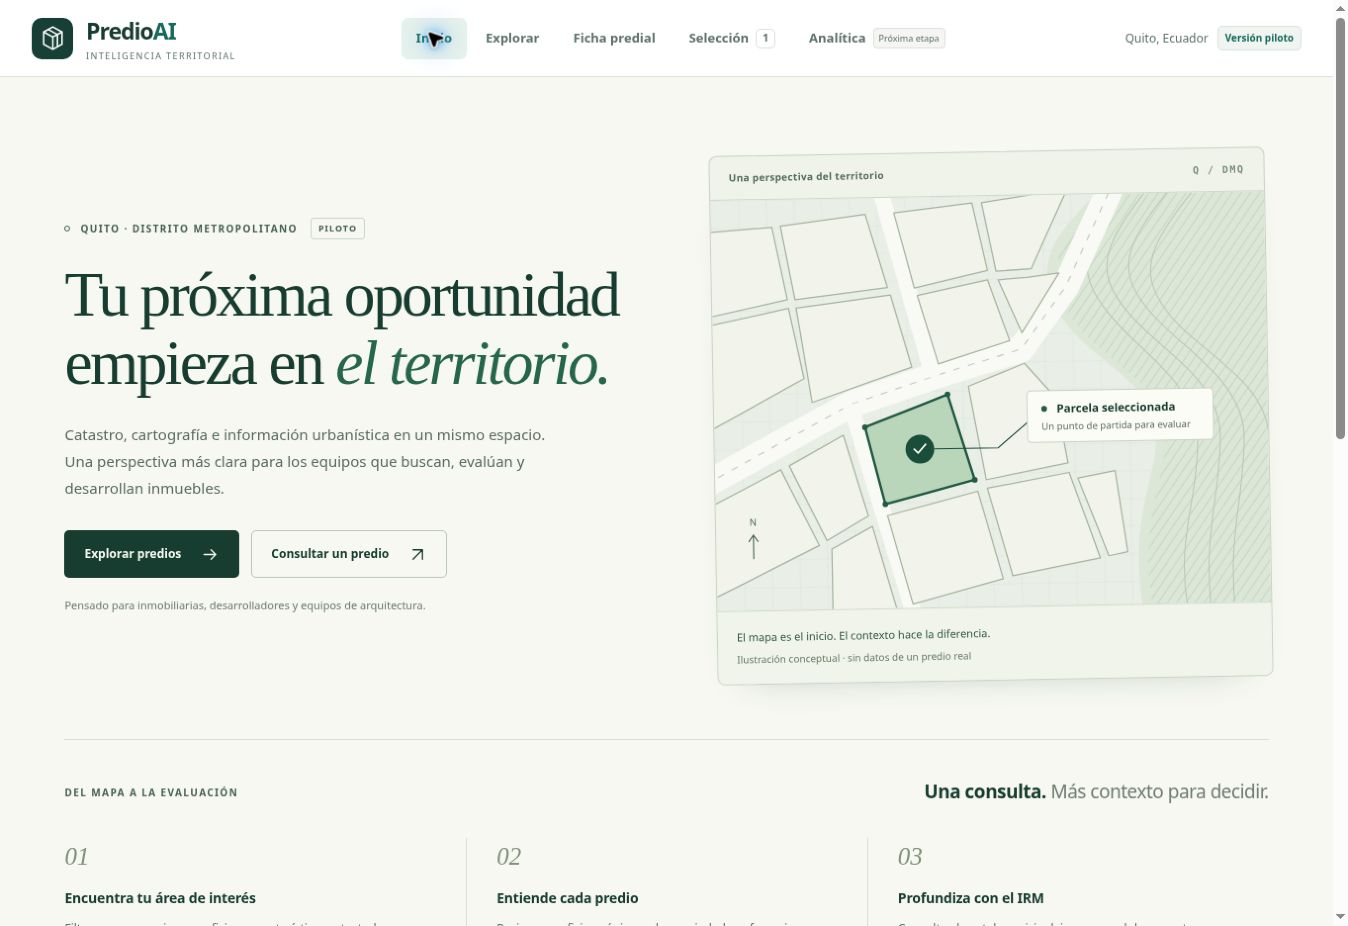 PredioAI
INTELIGENCIA TERRITORIAL
Explorar
Ficha predial
Selección 1
Analítica Próxima etapa
Quito, Ecuador Versión piloto
QUITO · DISTRITO METROPOLITANO PILOTO
Tu próxima oportunidad
empieza en el territorio.
Catastro, cartografía e información urbanística en un mismo espacio.
Una perspectiva más clara para los equipos que buscan, evalúan y
desarrollan inmuebles.
Explorar predios →
Consultar un predio
Pensado para inmobiliarias, desarrolladores y equipos de arquitectura.
Una perspectiva del territorio
Q / DMQ
Parcela seleccionada
Un punto de partida para evaluar
N
El mapa es el inicio. El contexto hace la diferencia.
Ilustración conceptual · sin datos de un predio real
DEL MAPA A LA EVALUACIÓN
Una consulta. Más contexto para decidir.
01
Encuentra tu área de interés
02
Entiende cada predio
03
Profundiza con el IRM